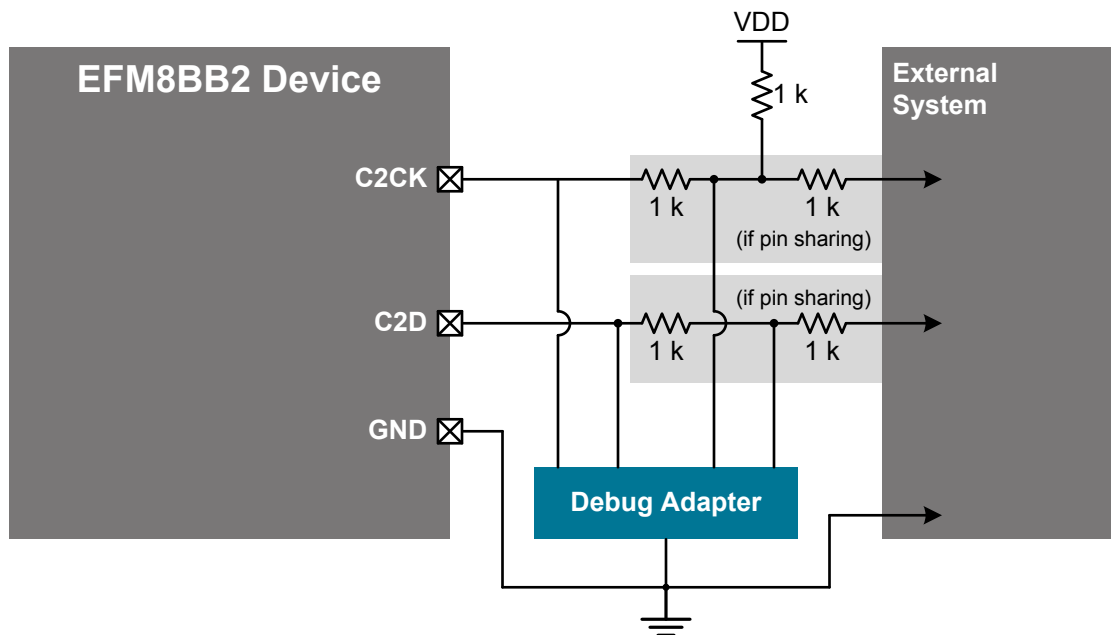 VDD
EFM8BB2 Device
External
System
1 k
C2CK
1 k
1 k
(if pin sharing)
(if pin sharing)
C2D
1 k
1 k
GND
Debug Adapter